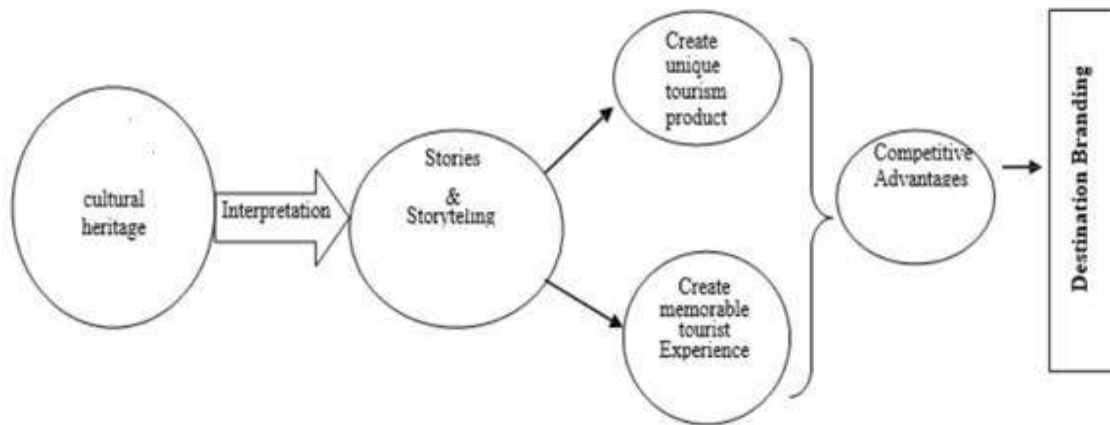 cultural
heritage
Interpretation
Stories
&
Storyteling
Create
unique
tourism
product
Create
memorable
tourist
Experience
Competitive
Advantages
Destination Branding